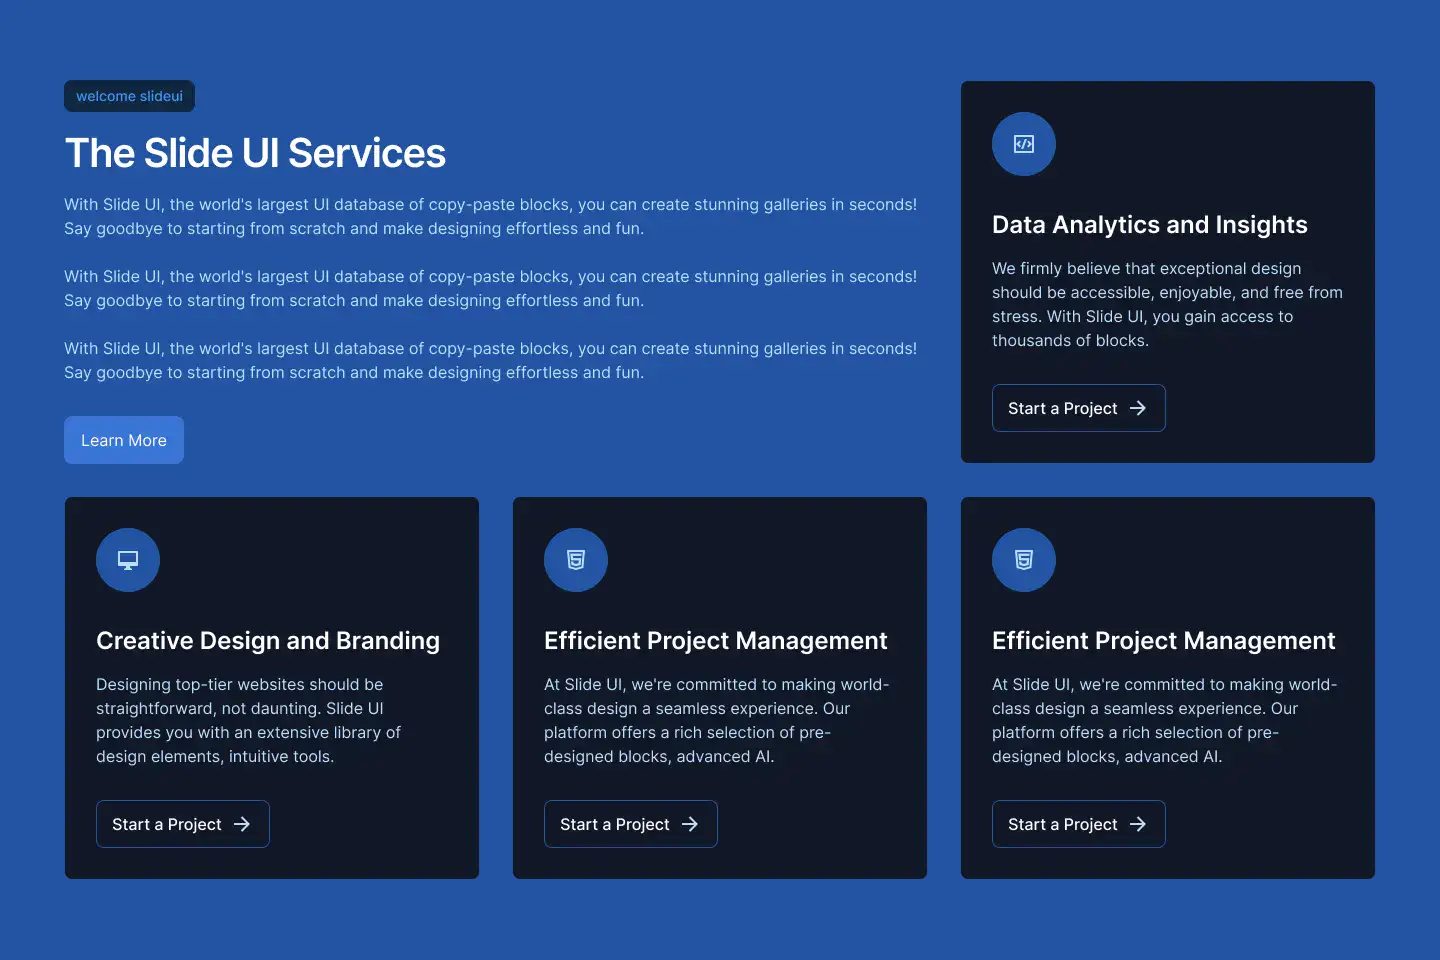 welcome slideui
The Slide UI Services
With Slide UI, the world's largest UI database of copy-paste blocks, you can create stunning galleries in seconds!
Say goodbye to starting from scratch and make designing effortless and fun.
With Slide UI, the world's largest UI database of copy-paste blocks, you can create stunning galleries in seconds!
Say goodbye to starting from scratch and make designing effortless and fun.
With Slide UI, the world's largest UI database of copy-paste blocks, you can create stunning galleries in seconds!
Say goodbye to starting from scratch and make designing effortless and fun.
Learn More
Data Analytics and Insights
We firmly believe that exceptional design
should be accessible, enjoyable, and free from
stress. With Slide UI, you gain access to
thousands of blocks.
Start a Project
Creative Design and Branding
Designing top-tier websites should be
straightforward, not daunting. Slide UI
provides you with an extensive library of
design elements, intuitive tools.
Start a Project
Efficient Project Management
At Slide UI, we're committed to making world-
class design a seamless experience. Our
platform offers a rich selection of pre-
designed blocks, advanced AI.
Start a Project
Efficient Project Management
At Slide UI, we're committed to making world-
class design a seamless experience. Our
platform offers a rich selection of pre-
designed blocks, advanced AI.
Start a Project